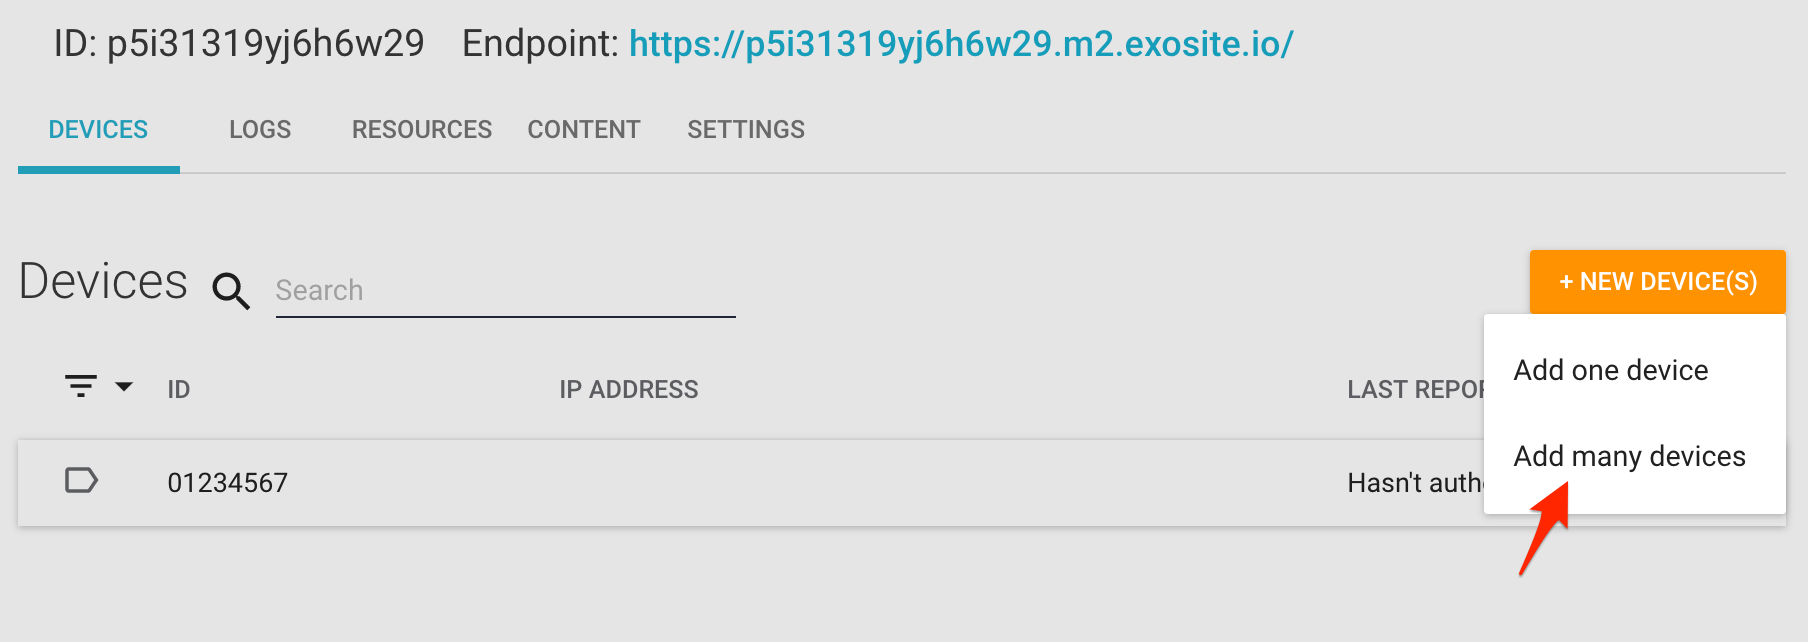 ID: p5i31319yj6h6w29 Endpoint: https://p5i31319yj6h6w29.m2.exosite.io/
DEVICES LOGS RESOURCES CONTENT SETTINGS
Devices Search + NEW DEVICE(S)
Add one device
ID IP ADDRESS LAST REPOR
Add many devices
01234567 Hasn't auth